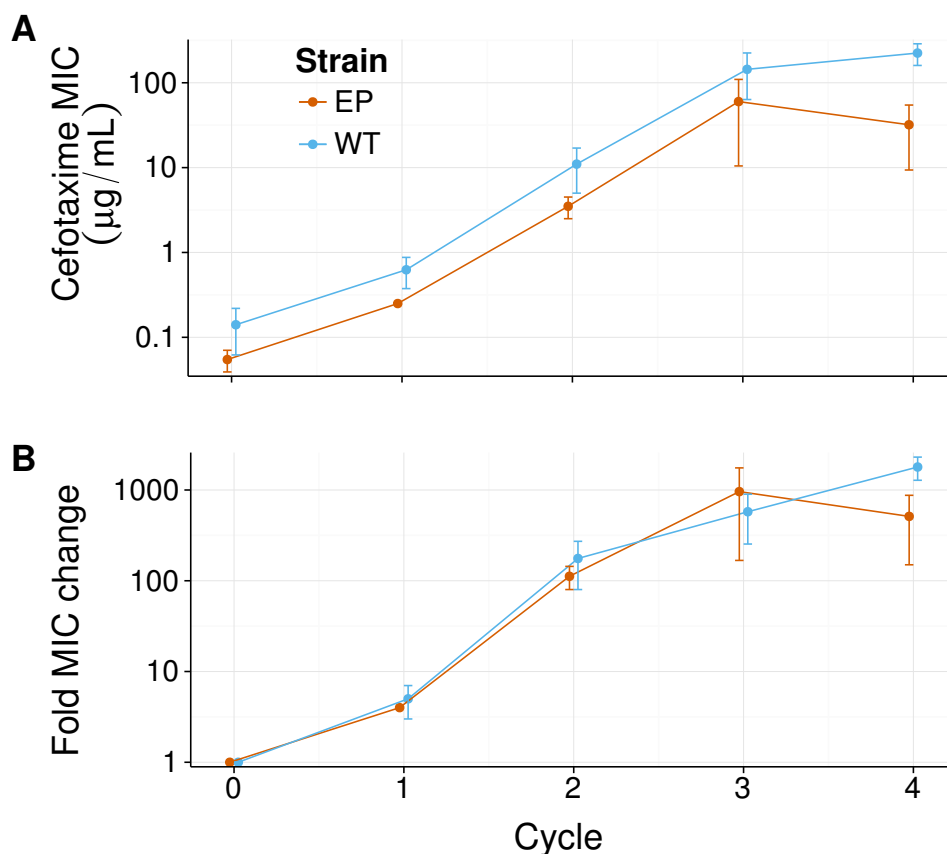 A
Cefotaxime MIC
(μg/mL)
100
10
1
0.1
Strain
EP
WT
B
Fold MIC change
1000
100
10
1
0 1 2 3 4
Cycle